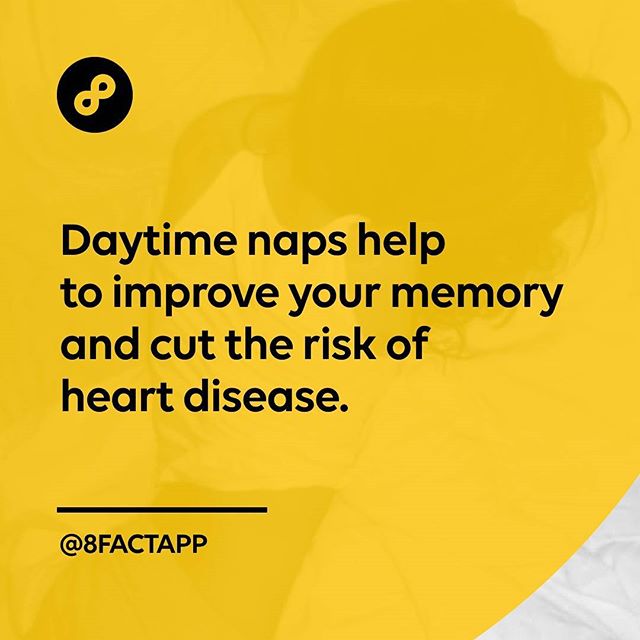 Daytime naps help
to improve your memory
and cut the risk of
heart disease.
@8FACTAPP